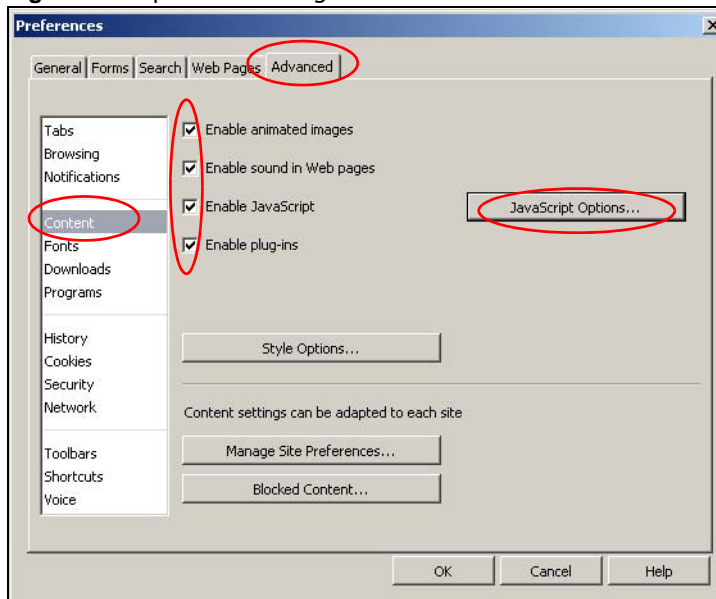 Preferences
General Forms Search Web Pages Advanced
Tabs
Browsing
Notifications
Content
Fonts
Downloads
Programs
History
Cookies
Security
Network
Toolbars
Shortcuts
Voice
Enable animated images
Enable sound in Web pages
Enable JavaScript
JavaScript Options...
Enable plug-ins
Style Options...
Content settings can be adapted to each site
Manage Site Preferences...
Blocked Content...
OK Cancel Help